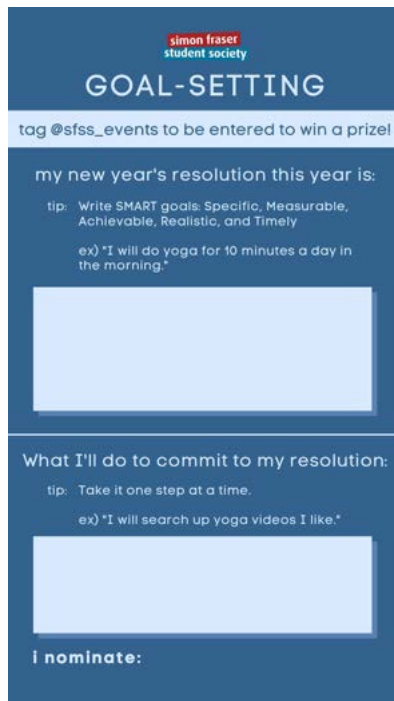 simon fraser
student society
GOAL-SETTING
tag @sfss_events to be entered to win a prize!
my new year's resolution this year is:
tip: Write SMART goals: Specific, Measurable,
Achievable, Realistic, and Timely
ex) "I will do yoga for 10 minutes a day in
the morning."
What I'll do to commit to my resolution:
tip: Take it one step at a time.
ex) "I will search up yoga videos I like."
i nominate: